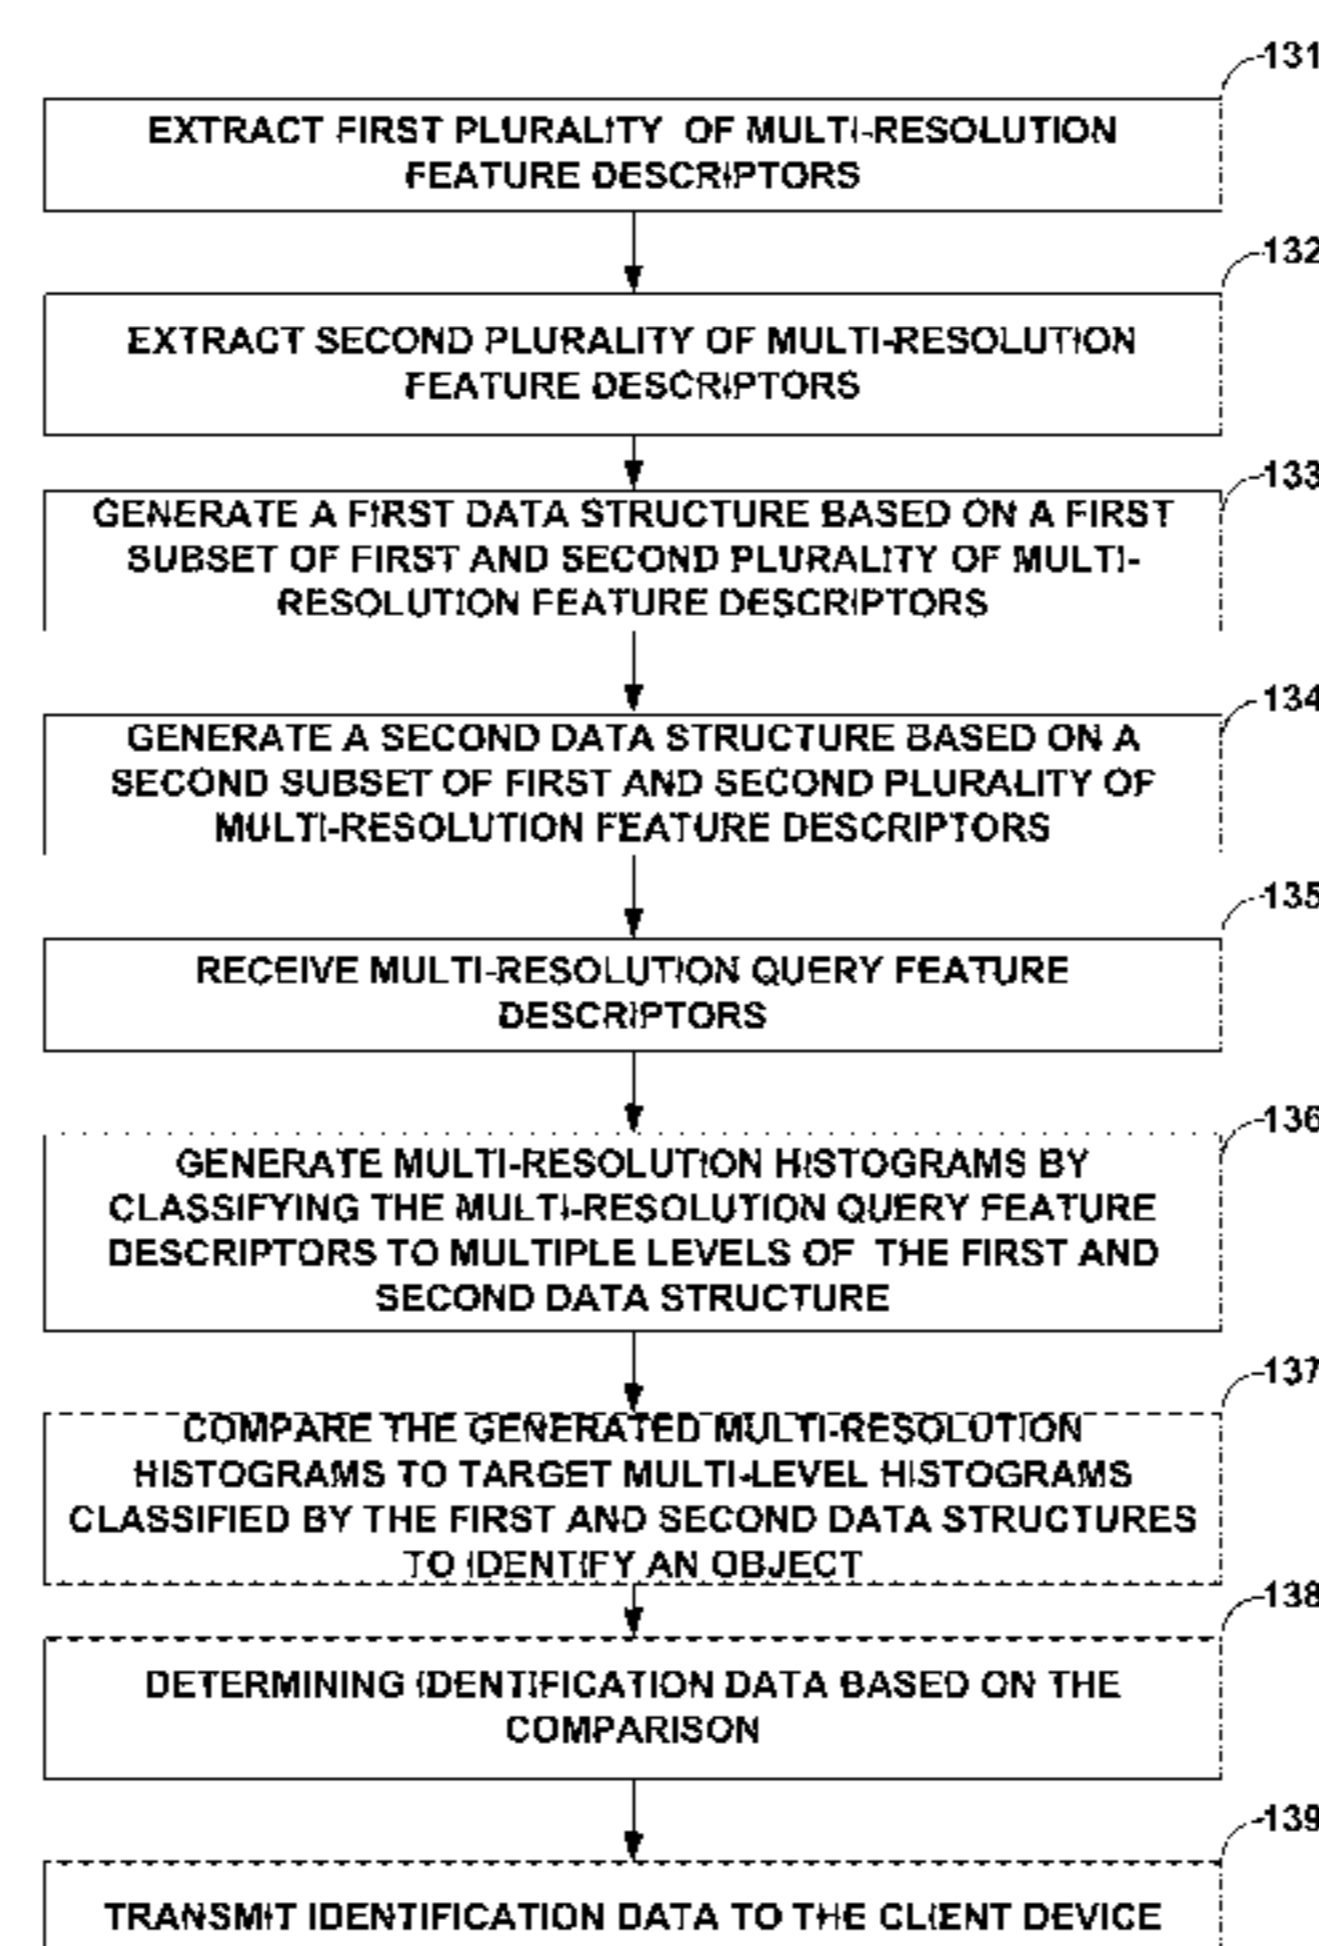 131
EXTRACT FIRST PLURALITY OF MULTI-RESOLUTION
FEATURE DESCRIPTORS
132
EXTRACT SECOND PLURALITY OF MULTI-RESOLUTION
FEATURE DESCRIPTORS
133
GENERATE A FIRST DATA STRUCTURE BASED ON A FIRST
SUBSET OF FIRST AND SECOND PLURALITY OF MULTI-
RESOLUTION FEATURE DESCRIPTORS
134
GENERATE A SECOND DATA STRUCTURE BASED ON A
SECOND SUBSET OF FIRST AND SECOND PLURALITY OF
MULTI-RESOLUTION FEATURE DESCRIPTORS
135
RECEIVE MULTI-RESOLUTION QUERY FEATURE
DESCRIPTORS
136
GENERATE MULTI-RESOLUTION HISTOGRAMS BY
CLASSIFYING THE MULTI-RESOLUTION QUERY FEATURE
DESCRIPTORS TO MULTIPLE LEVELS OF THE FIRST AND
SECOND DATA STRUCTURE
137
COMPARE THE GENERATED MULTI-RESOLUTION
HISTOGRAMS TO TARGET MULTI-LEVEL HISTOGRAMS
CLASSIFIED BY THE FIRST AND SECOND DATA STRUCTURES
TO IDENTIFY AN OBJECT
138
DETERMINING IDENTIFICATION DATA BASED ON THE
COMPARISON
139
TRANSMIT IDENTIFICATION DATA TO THE CLIENT DEVICE